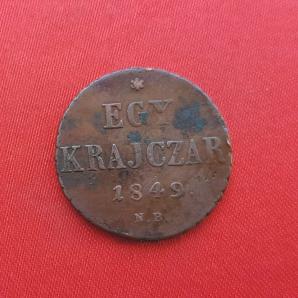 EGY
KRAJCZAR
1849.
N.B.